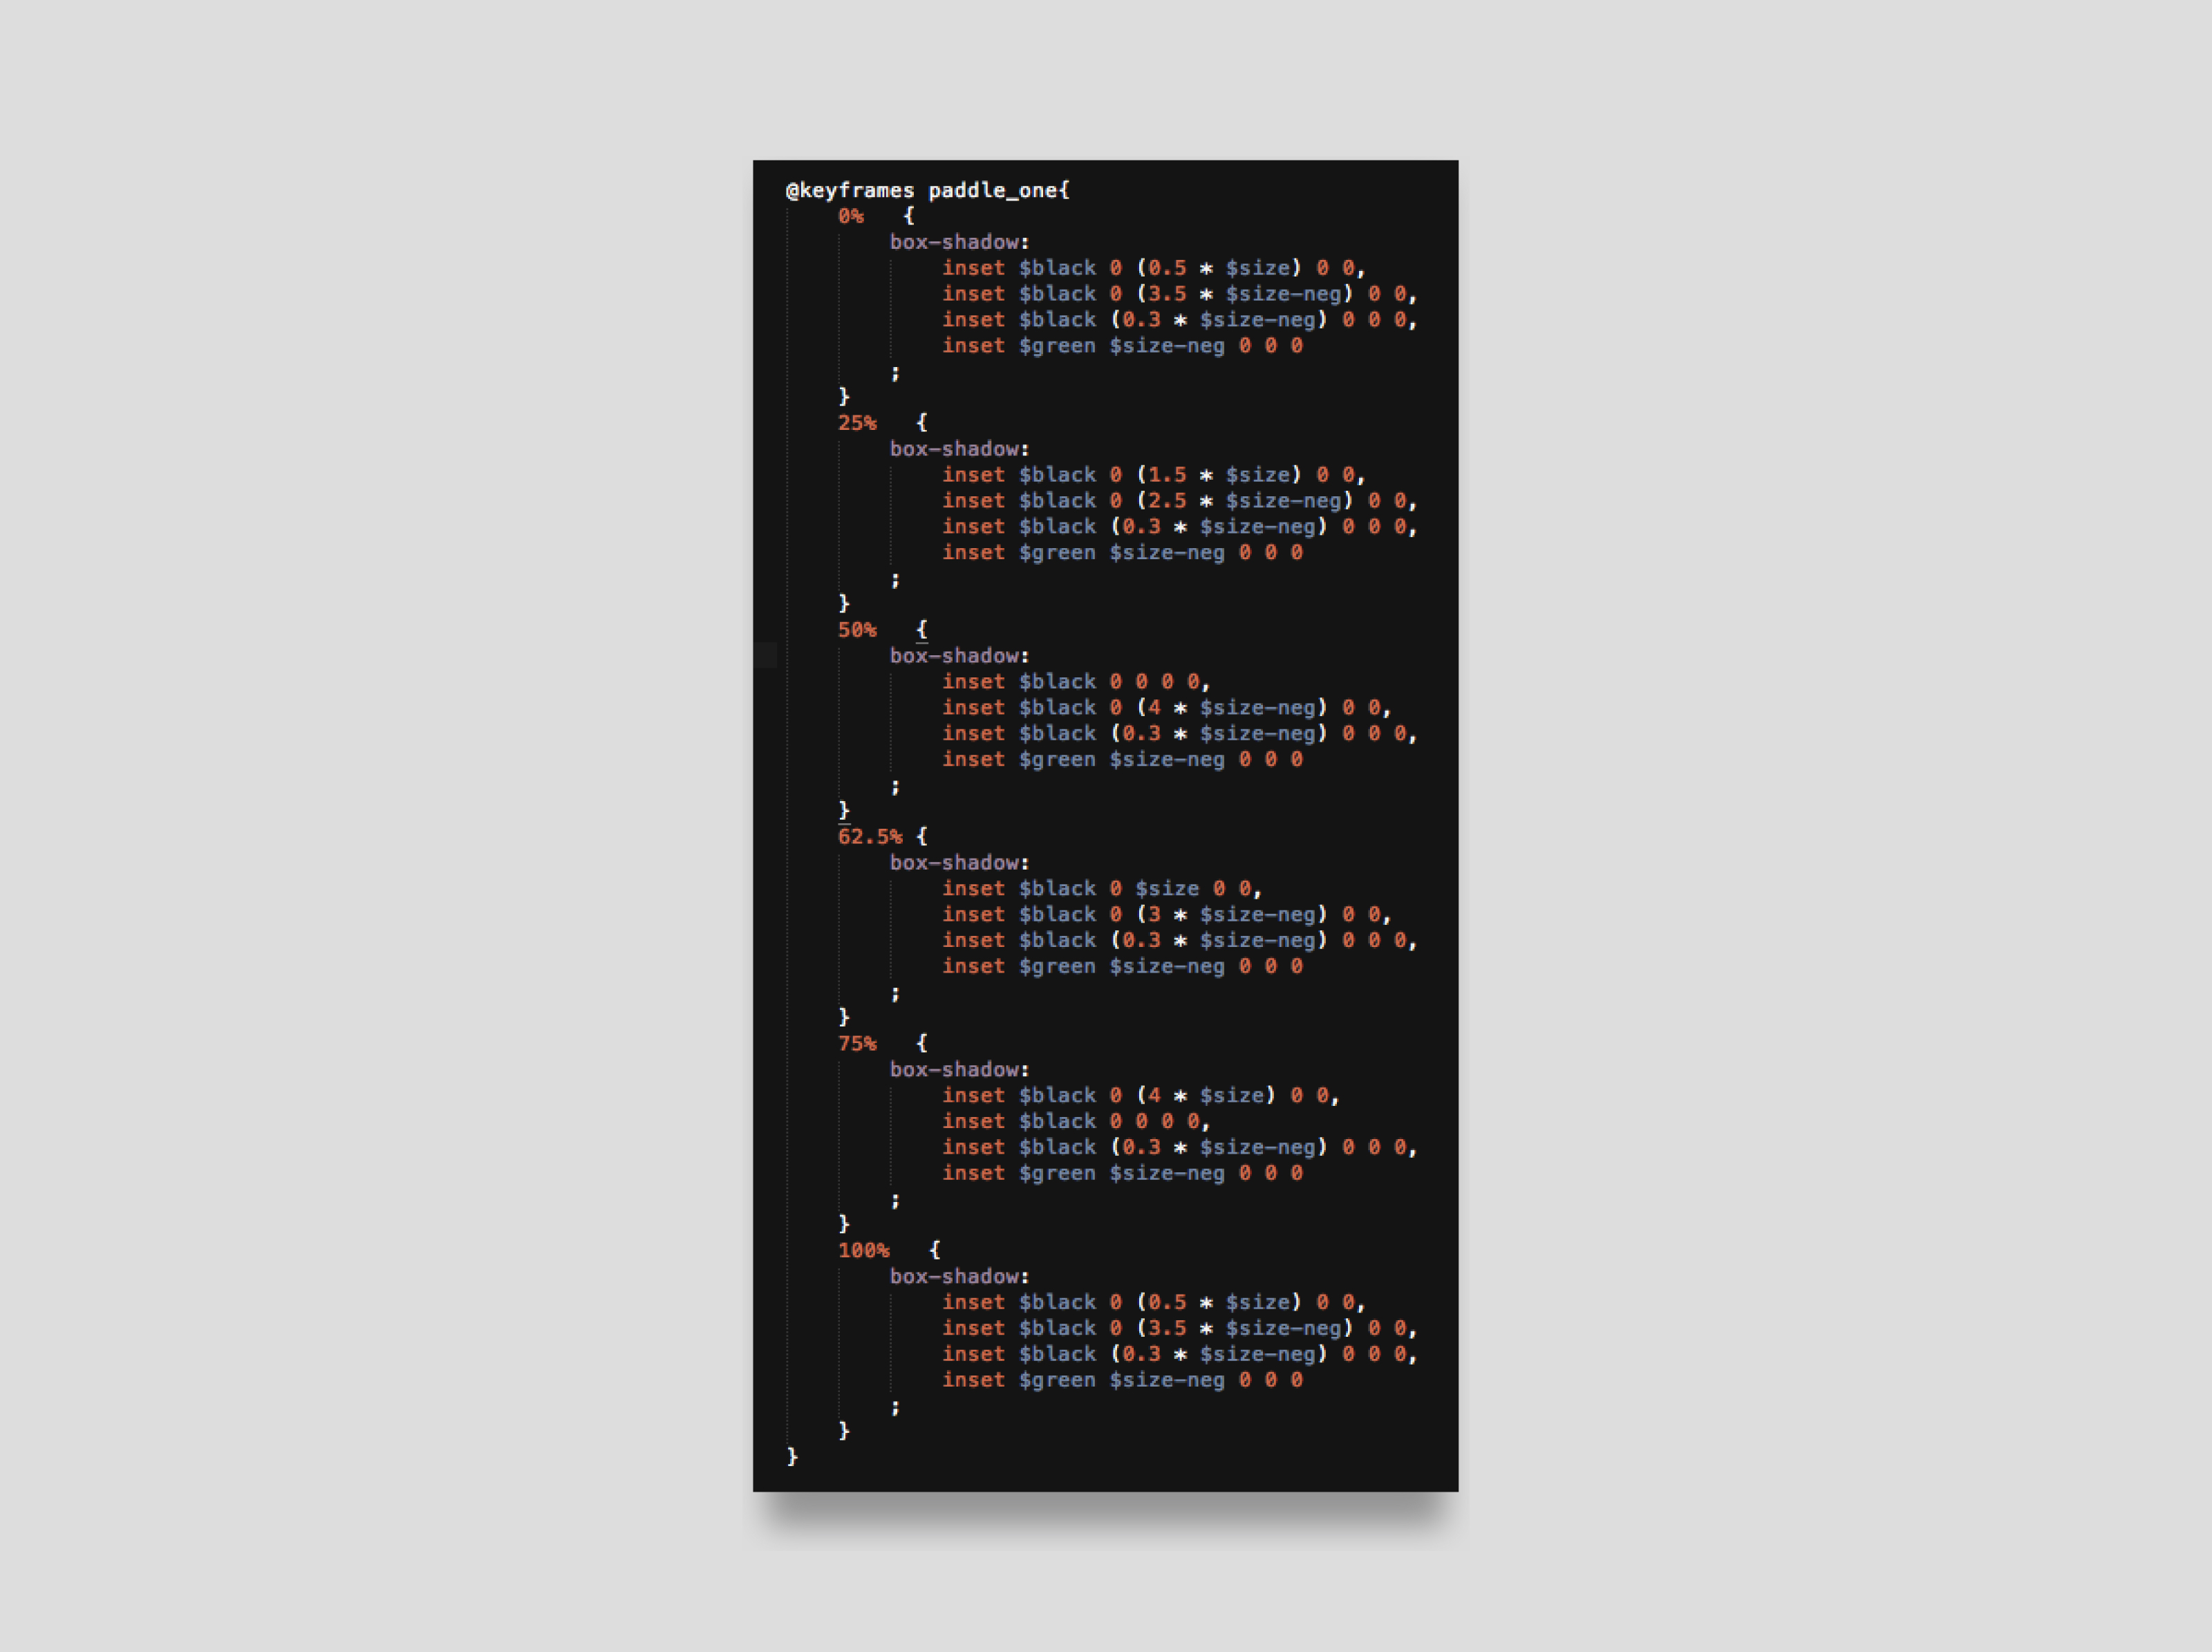 @keyframes paddle_one{
    0%   {
        box-shadow:
            inset $black 0 (0.5 * $size) 0 0,
            inset $black 0 (3.5 * $size-neg) 0 0,
            inset $black (0.3 * $size-neg) 0 0 0,
            inset $green $size-neg 0 0 0
        ;
    }
    25%   {
        box-shadow:
            inset $black 0 (1.5 * $size) 0 0,
            inset $black 0 (2.5 * $size-neg) 0 0,
            inset $black (0.3 * $size-neg) 0 0 0,
            inset $green $size-neg 0 0 0
        ;
    }
    50%   {
        box-shadow:
            inset $black 0 0 0 0,
            inset $black 0 (4 * $size-neg) 0 0,
            inset $black (0.3 * $size-neg) 0 0 0,
            inset $green $size-neg 0 0 0
        ;
    }
    62.5% {
        box-shadow:
            inset $black 0 $size 0 0,
            inset $black 0 (3 * $size-neg) 0 0,
            inset $black (0.3 * $size-neg) 0 0 0,
            inset $green $size-neg 0 0 0
        ;
    }
    75%   {
        box-shadow:
            inset $black 0 (4 * $size) 0 0,
            inset $black 0 0 0 0,
            inset $black (0.3 * $size-neg) 0 0 0,
            inset $green $size-neg 0 0 0
        ;
    }
    100%   {
        box-shadow:
            inset $black 0 (0.5 * $size) 0 0,
            inset $black 0 (3.5 * $size-neg) 0 0,
            inset $black (0.3 * $size-neg) 0 0 0,
            inset $green $size-neg 0 0 0
        ;
    }
}